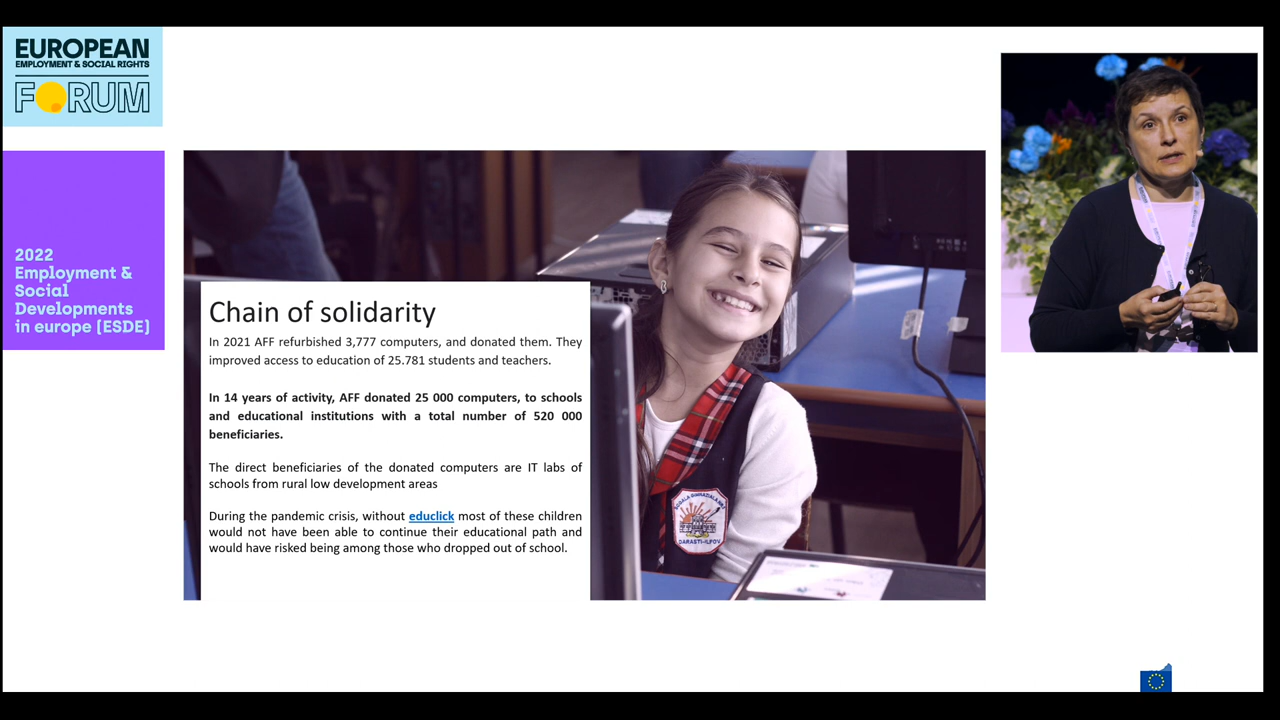 EUROPEAN
EMPLOYMENT & SOCIAL RIGHTS
FORUM
2022
Employment &
Social
Developments
in europe (ESDE)
Chain of solidarity
In 2021 AFF refurbished 3,777 computers, and donated them. They
improved access to education of 25.781 students and teachers.
In 14 years of activity, AFF donated 25 000 computers, to schools
and educational institutions with a total number of 520 000
beneficiaries.
The direct beneficiaries of the donated computers are IT labs of
schools from rural low development areas
During the pandemic crisis, without educlick most of these children
would not have been able to continue their educational path and
would have risked being among those who dropped out of school.
DARASTI-ILFOV